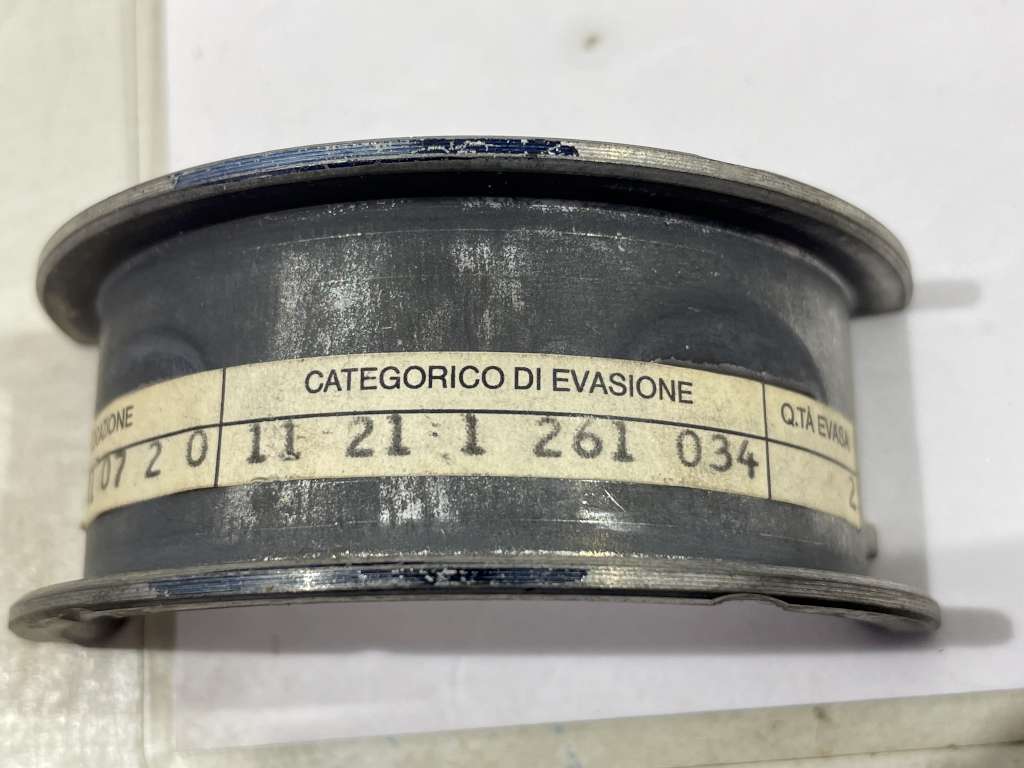 CATEGORICO DI EVASIONE
Q.TÀ EVASA
07 2 0
11 21 1 261 034
2